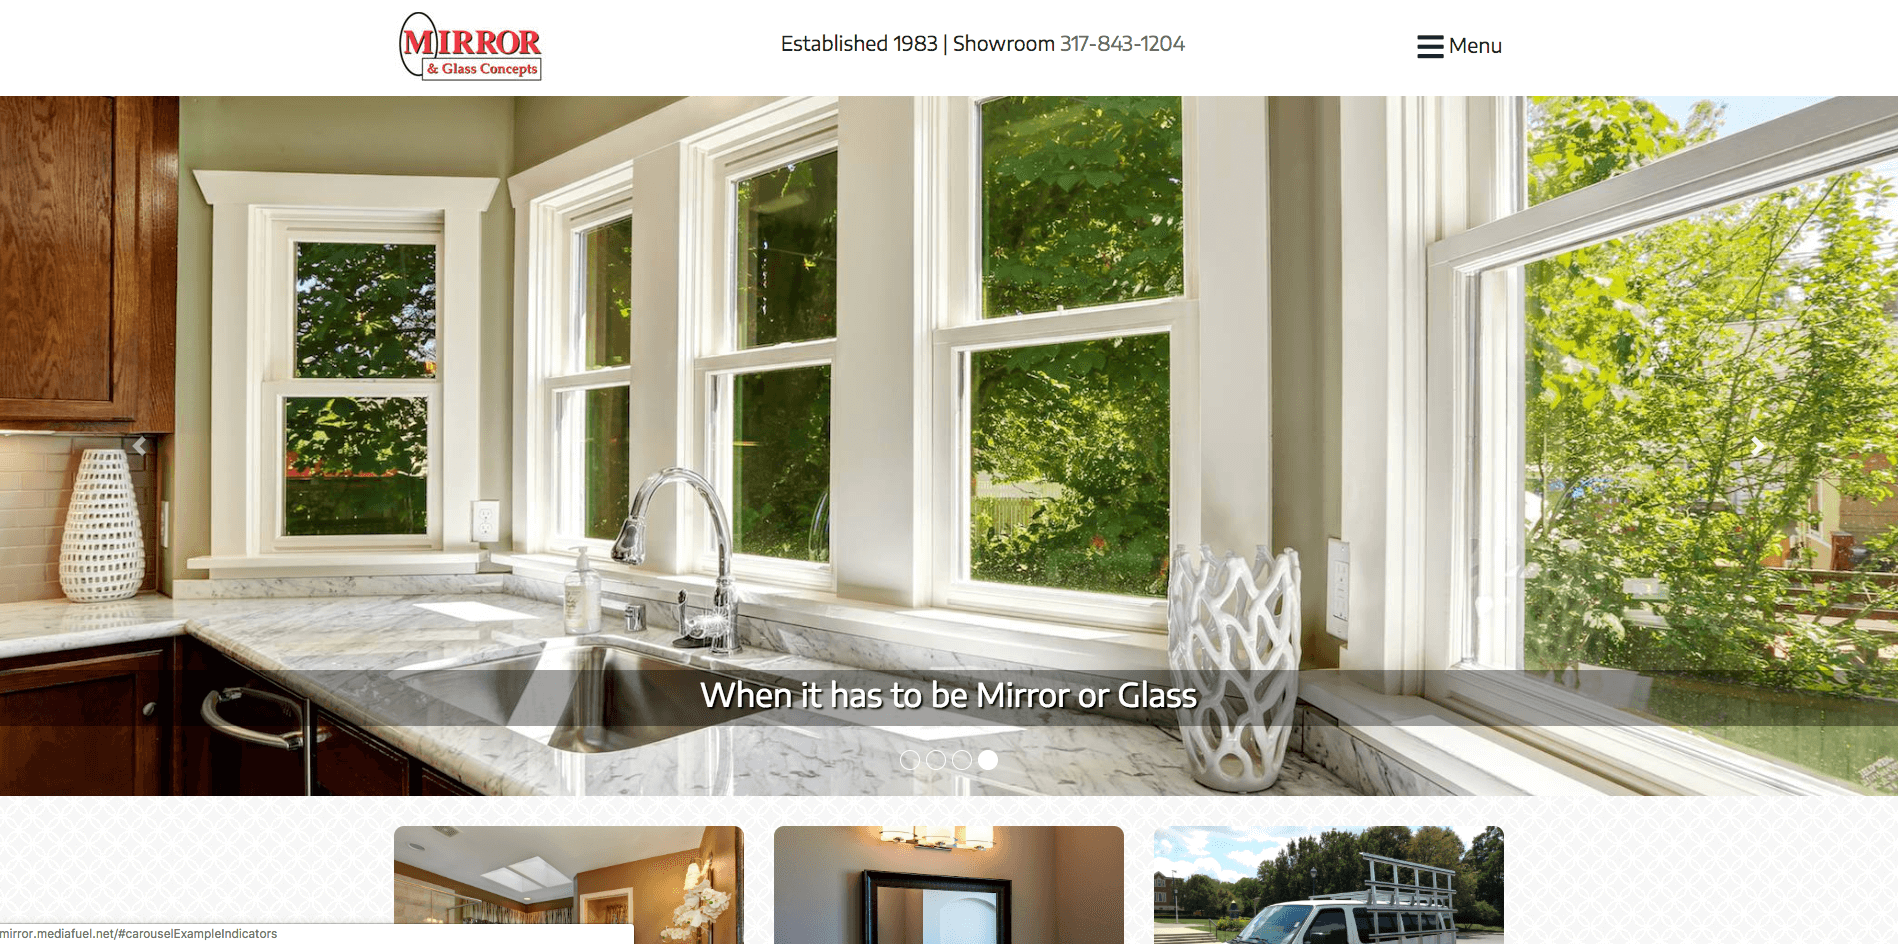 MIRROR
& Glass Concepts
Established 1983 | Showroom 317-843-1204
Menu
When it has to be Mirror or Glass
mirror.mediafuel.net/#carouselExampleIndicators